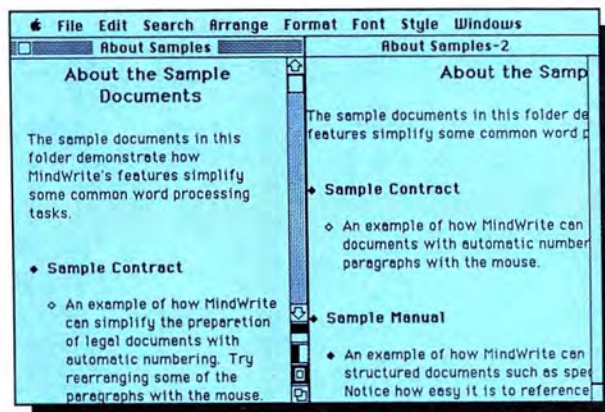 File Edit Search Arrange Format Font Style Windows
About Samples
About the Sample
Documents
The sample documents in this
folder demonstrate how
MindWrite's features simplify
some common word processing
tasks.
◆ Sample Contract
◇ An example of how MindWrite
can simplify the preparation
of legal documents with
automatic numbering. Try
rearranging some of the
paragraphs with the mouse.
About Samples-2
About the Samp
The sample documents in this folder de
features simplify some common word p
◆ Sample Contract
◇ An example of how MindWrite can
documents with automatic number
paragraphs with the mouse.
◆ Sample Manual
◆ An example of how MindWrite can
structured documents such as spec
Notice how easy it is to reference